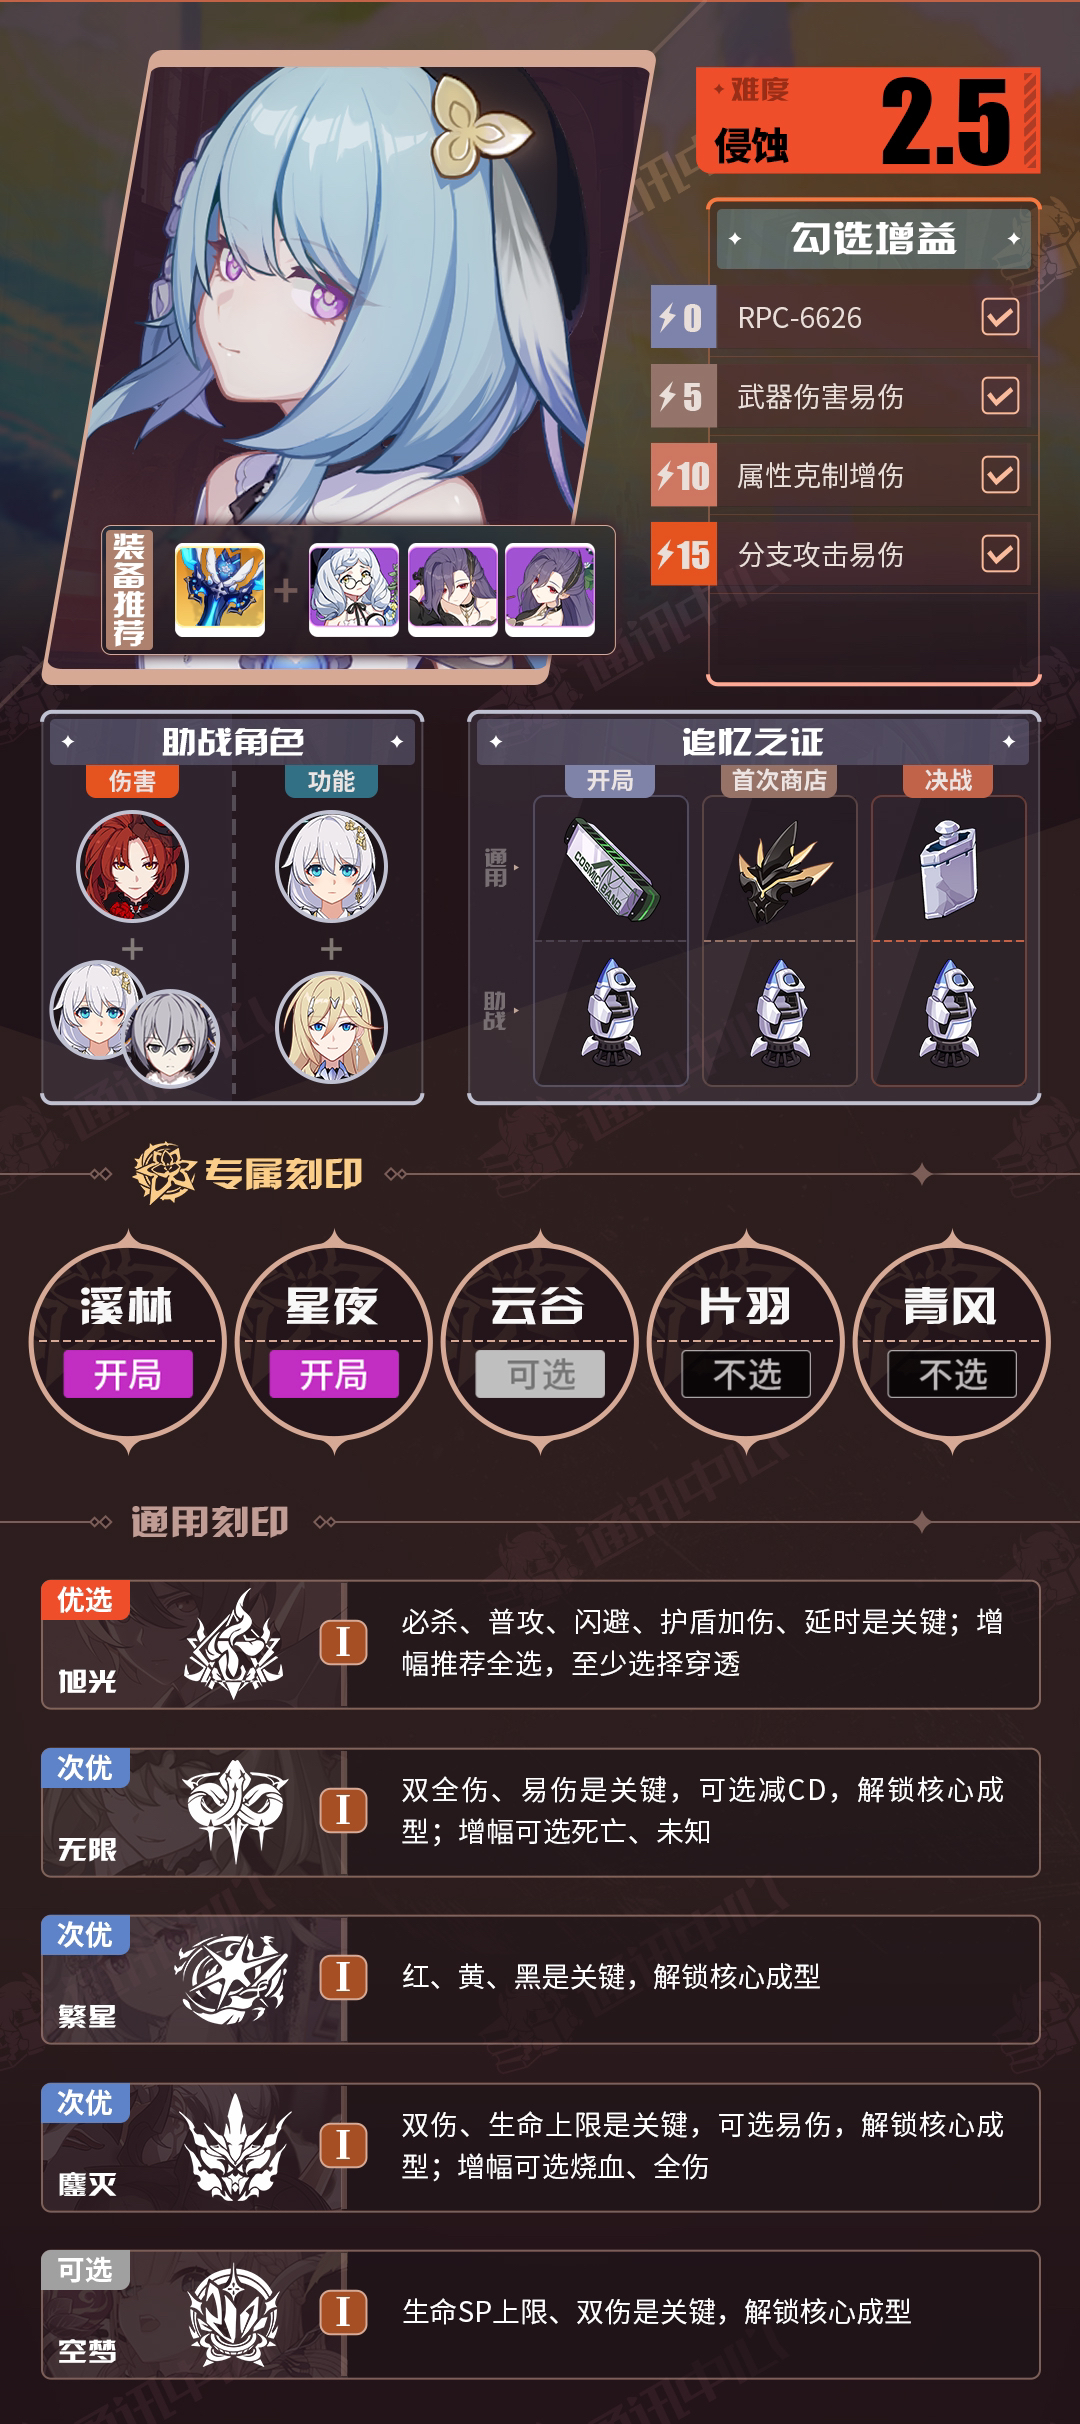 难度
侵蚀
2.5
勾选增益
0 RPC-6626
5 武器伤害易伤
10 属性克制增伤
15 分支攻击易伤
装备推荐
助战角色
伤害 功能
追忆之证
开局 首次商店 决战
通用
COSMIC BAND
助战
专属刻印
溪林 星夜 云谷 片羽 青风
开局 开局 可选 不选 不选
通用刻印
优选
旭光
I
必杀、普攻、闪避、护盾加伤、延时是关键；增
幅推荐全选，至少选择穿透
次优
无限
I
双全伤、易伤是关键，可选减CD，解锁核心成
型；增幅可选死亡、未知
次优
繁星
I
红、黄、黑是关键，解锁核心成型
次优
鏖灭
I
双伤、生命上限是关键，可选易伤，解锁核心成
型；增幅可选烧血、全伤
可选
空梦
I
生命SP上限、双伤是关键，解锁核心成型
通讯中心